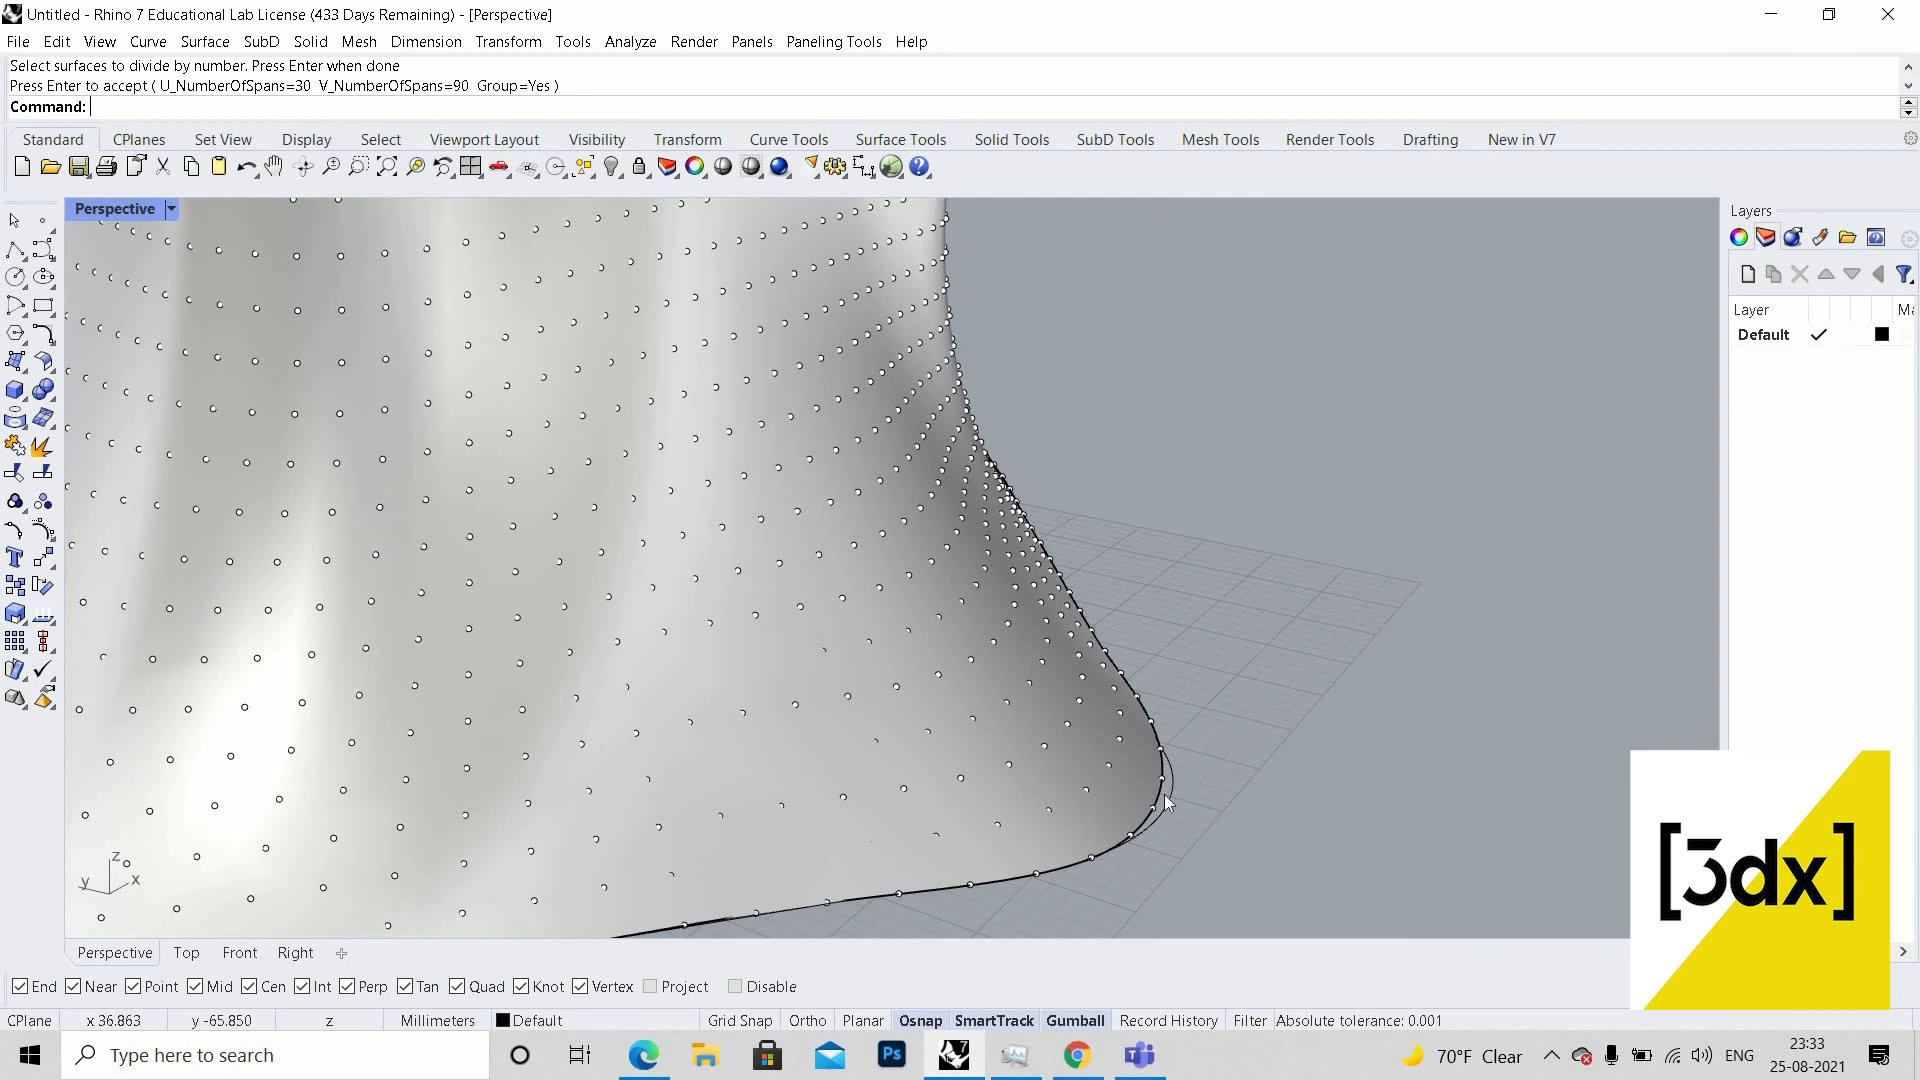 Untitled - Rhino 7 Educational Lab License (433 Days Remaining) - [Perspective]
File Edit View Curve Surface SubD Solid Mesh Dimension Transform Tools Analyze Render Panels Paneling Tools Help
Select surfaces to divide by number. Press Enter when done
Press Enter to accept ( U_NumberOfSpans=30 V_NumberOfSpans=90 Group=Yes )
Command:
Standard CPlanes Set View Display Select Viewport Layout Visibility Transform Curve Tools Surface Tools Solid Tools SubD Tools Mesh Tools Render Tools Drafting New in V7
Perspective
Layers
Layer Ma
Default
z
y x
[3dx]
Perspective Top Front Right
End Near Point Mid Cen Int Perp Tan Quad Knot Vertex Project Disable
CPlane x 36.863 y -65.850 z Millimeters Default Grid Snap Ortho Planar Osnap SmartTrack Gumball Record History Filter Absolute tolerance: 0.001
Type here to search
Ps
70°F Clear
ENG
23:33
25-08-2021